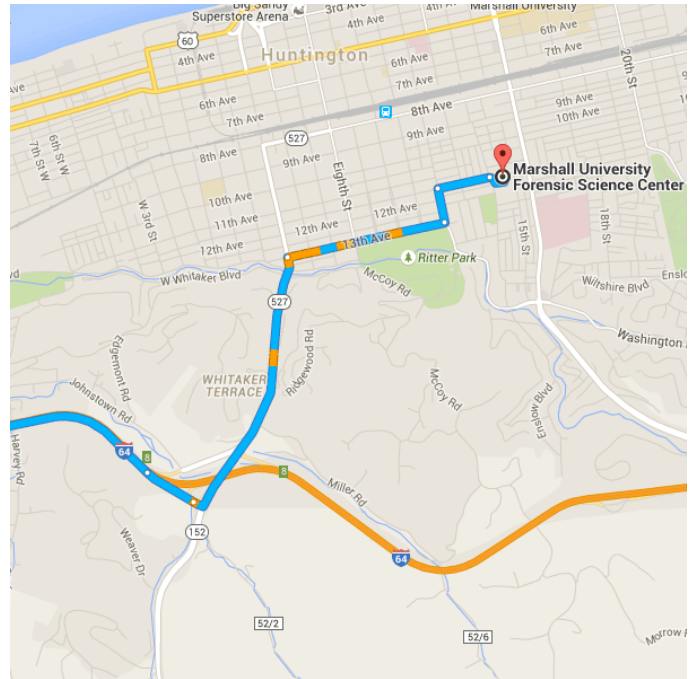 Big Sandy
Superstore Arena
Marshall University
60
4th Ave
4th Ave
Huntington
20th St
6th Ave
7th Ave
6th Ave
7th Ave
7th Ave
8th Ave
6th St W
7th St W
527
9th Ave
9th Ave
10th Ave
8th Ave
9th Ave
Eighth St
Marshall University
Forensic Science Center
10th Ave
11th Ave
12th Ave
W 3rd St
12th Ave
12th Ave
13th Ave
15th St
18th St
Ritter Park
W Whitaker Blvd
McCoy Rd
Wiltshire Blvd
Enslo
527
Washington
Edgemont Rd
Ridgewood Rd
WHITAKER
TERRACE
McCoy Rd
Johnstown Rd
Enslow Blvd
Harvey Rd
64
8
8
Miller Rd
152
Weaver Dr
64
52/2
52/6
Morrow R